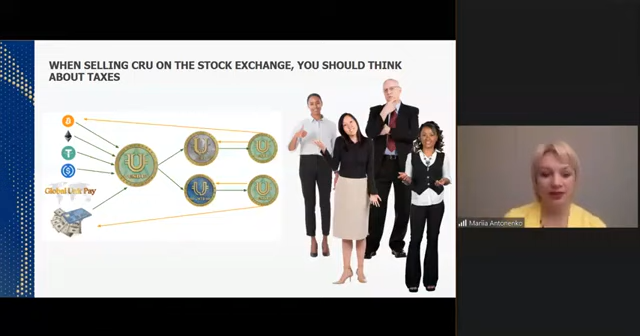 WHEN SELLING CRU ON THE STOCK EXCHANGE, YOU SHOULD THINK
ABOUT TAXES
Global Unit Pay
Mariia Antonenko